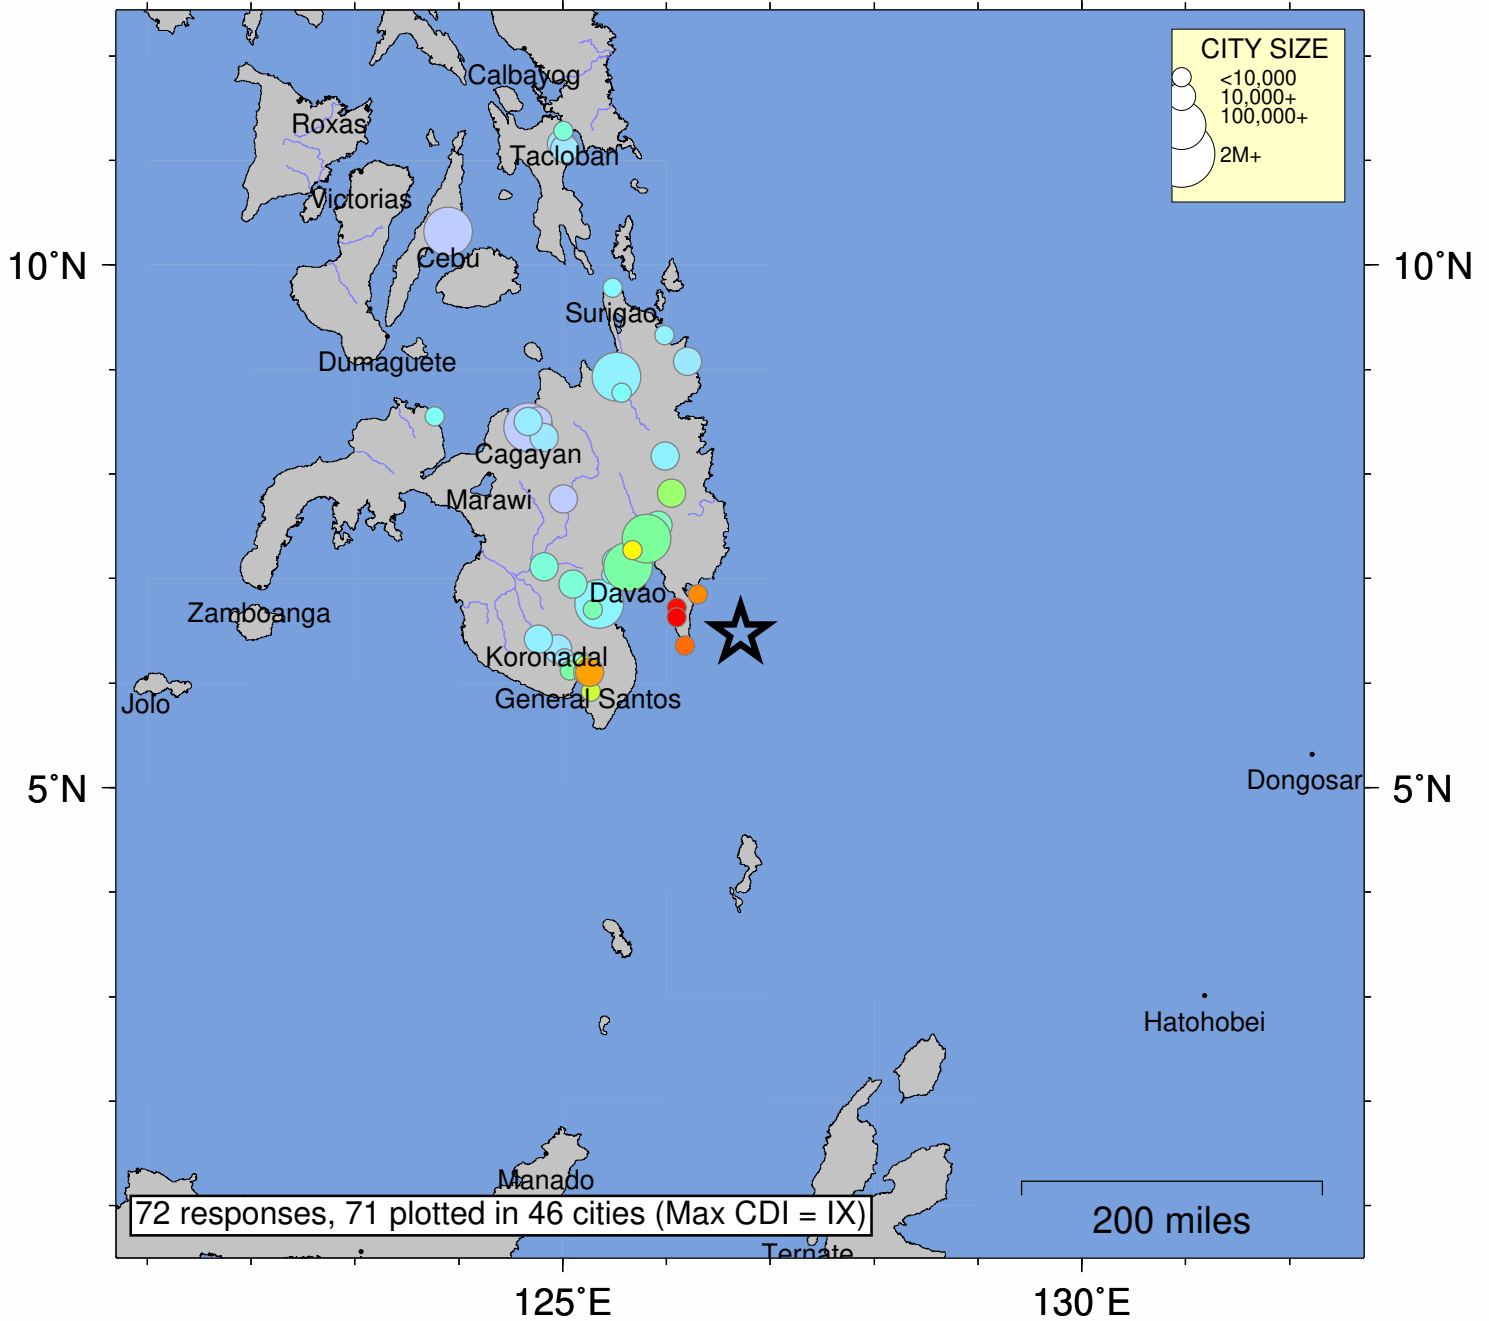 CITY SIZE
<10,000
10,000+
100,000+
2M+
Calbayog
Roxas
Tacloban
Victorias
Cebu
10˚N
10˚N
Surigao
Dumaguete
Cagayan
Marawi
Davao
Zamboanga
Koronadal
General Santos
Jolo
5˚N
5˚N
Dongosar
Hatohobei
Manado
72 responses, 71 plotted in 46 cities (Max CDI = IX)
200 miles
Ternate
125˚E
130˚E